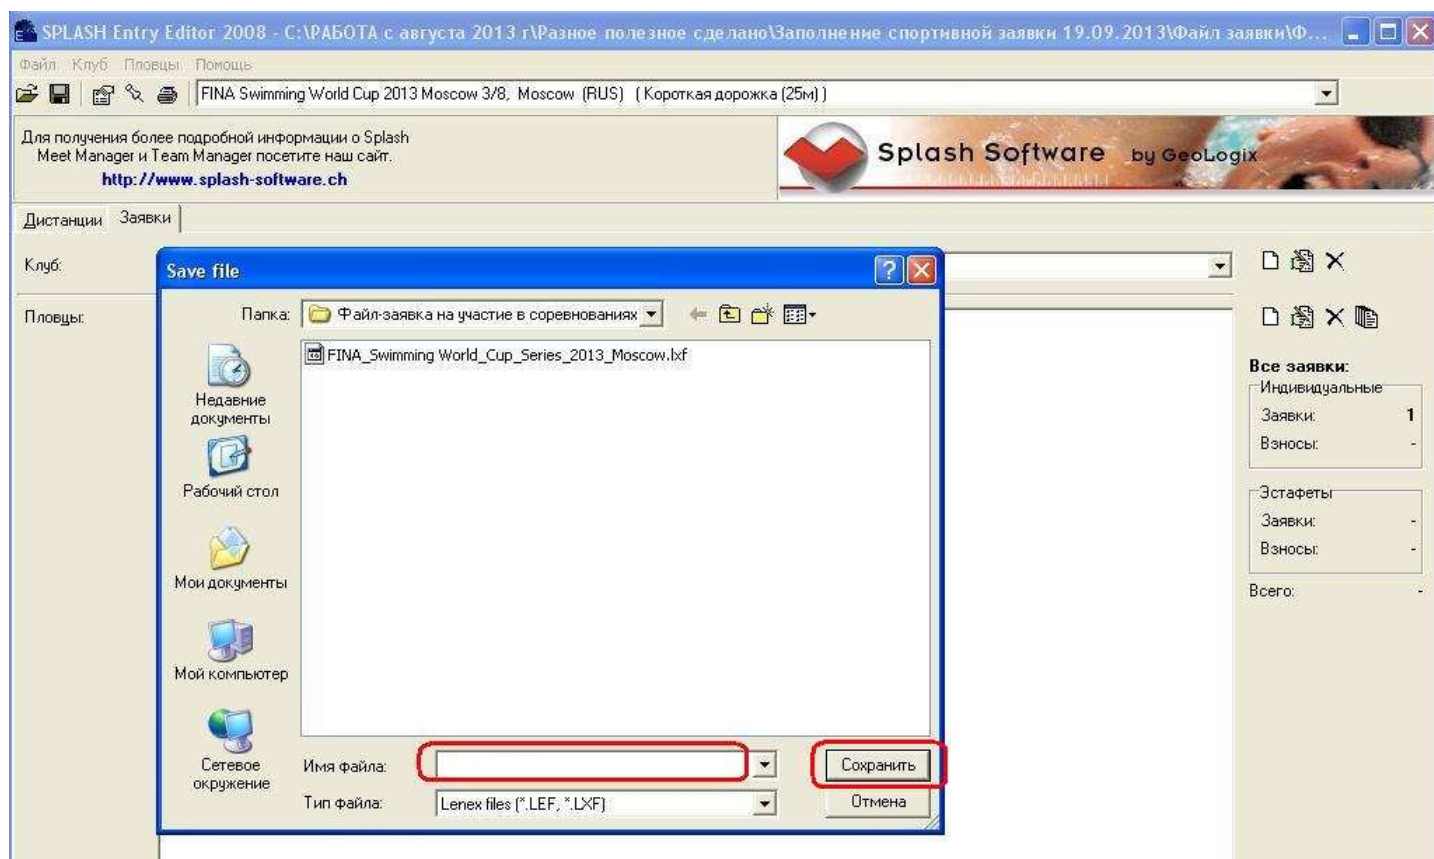 SPLASH Entry Editor 2008 - C:\РАБОТА с августа 2013 г\Разное полезное сделано\Заполнение спортивной заявки 19.09.2013\Файл заявки\Ф...
Файл Клуб Пловцы Помощь
FINA Swimming World Cup 2013 Moscow 3/8, Moscow (RUS) (Короткая дорожка (25м))
Для получения более подробной информации о Splash
Meet Manager и Team Manager посетите наш сайт.
http://www.splash-software.ch
Splash Software by GeoLogix
Дистанции Заявки
Клуб:
Save file
Пловцы:
Папка: Файл-заявка на участие в соревнованиях
FINA_Swimming World_Cup_Series_2013_Moscow.lxf
Недавние
документы
Рабочий стол
Мои документы
Мой компьютер
Сетевое
окружение
Имя файла:
Сохранить
Тип файла: Lenex files (*.LEF, *.LXF)
Отмена
Все заявки:
Индивидуальные
Заявки: 1
Взносы: -
Эстафеты
Заявки: -
Взносы: -
Всего: -